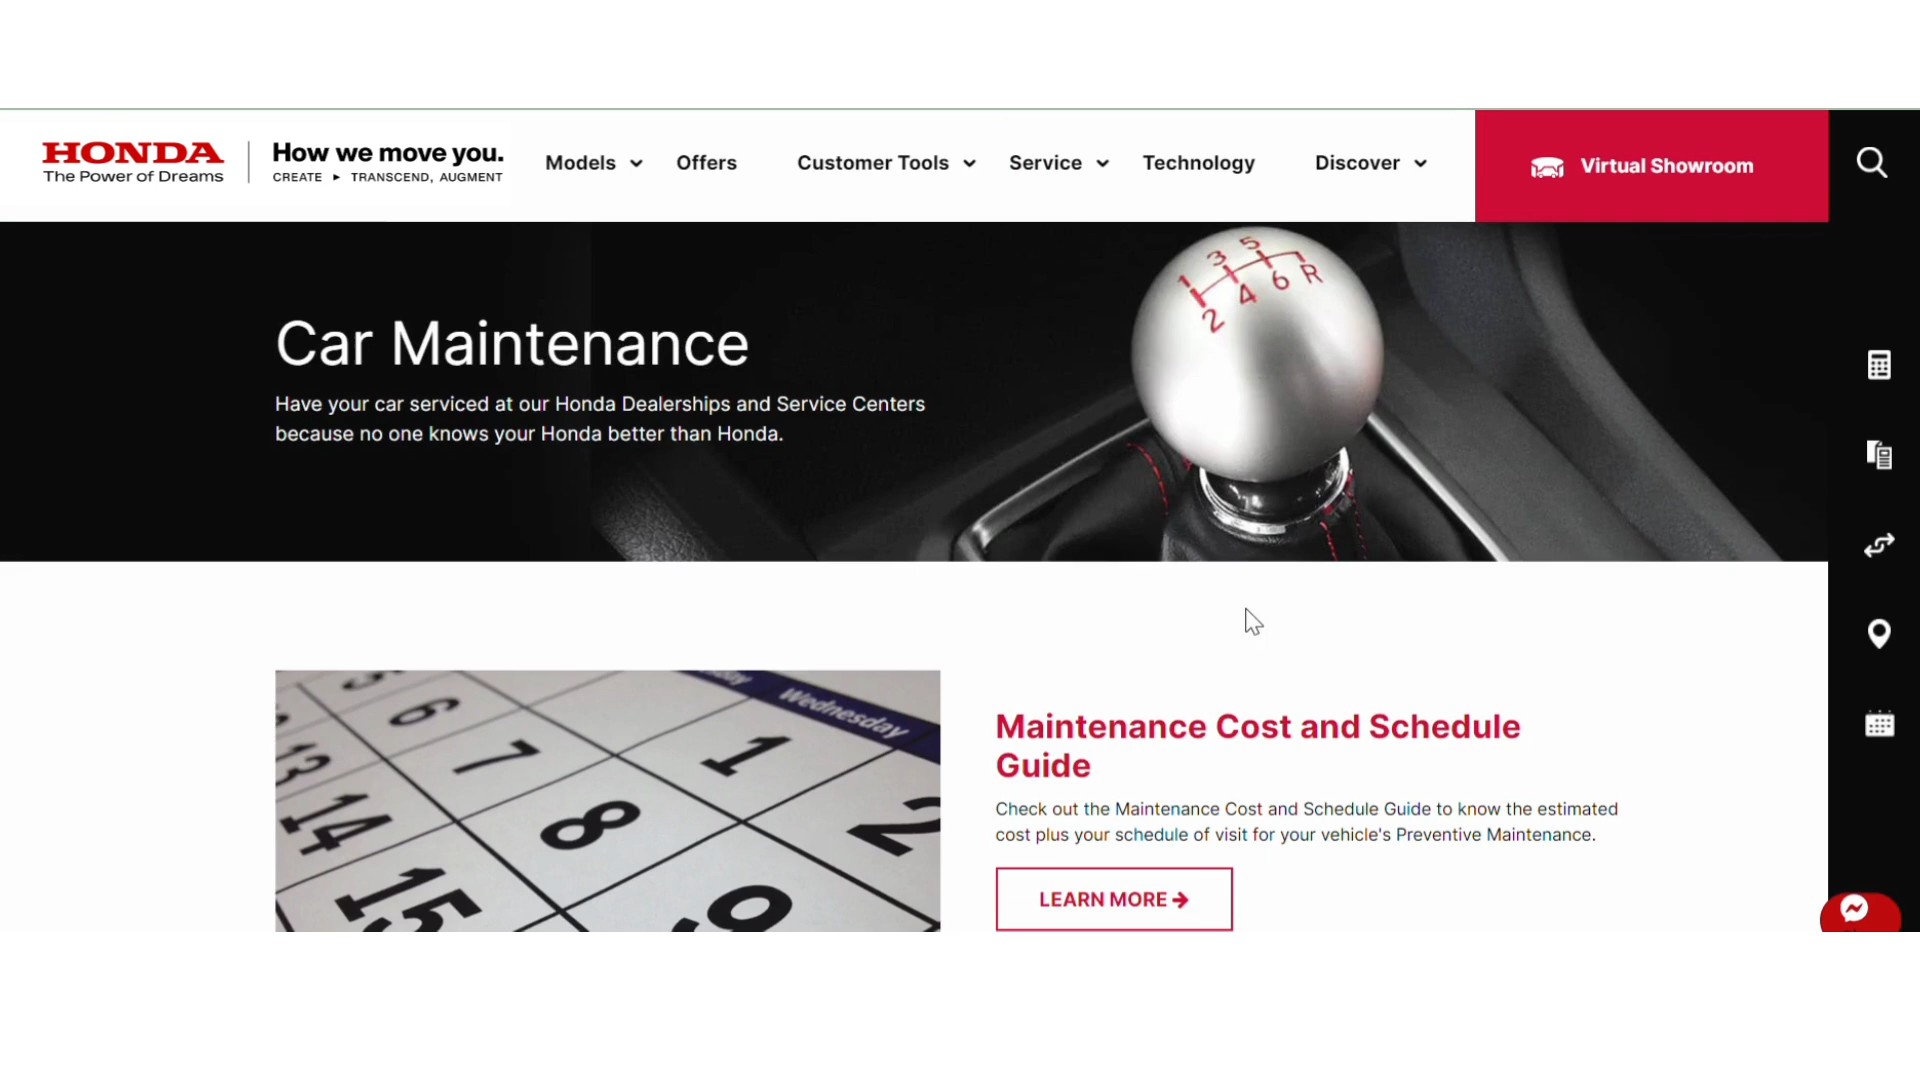 HONDA
The Power of Dreams
How we move you.
CREATE ▸ TRANSCEND, AUGMENT
Models
Offers
Customer Tools
Service
Technology
Discover
Virtual Showroom
1 3 5
2 4 6 R
Car Maintenance
Have your car serviced at our Honda Dealerships and Service Centers
because no one knows your Honda better than Honda.
Wednesday
6
7
1
13
14
8
2
15
9
Maintenance Cost and Schedule
Guide
Check out the Maintenance Cost and Schedule Guide to know the estimated
cost plus your schedule of visit for your vehicle's Preventive Maintenance.
LEARN MORE →